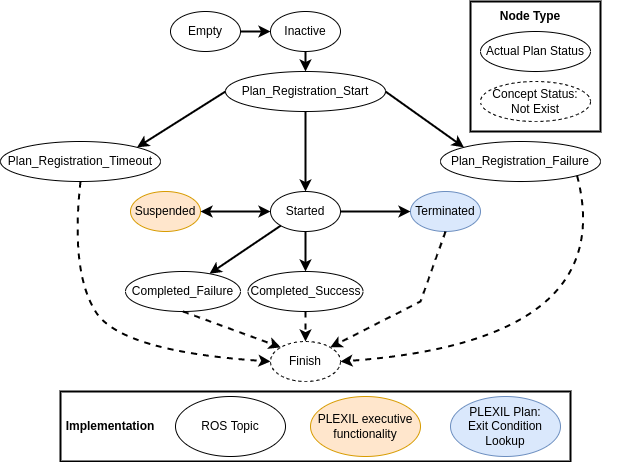 Empty
Inactive
Node Type
Actual Plan Status
Concept Status:
Not Exist
Plan_Registration_Start
Plan_Registration_Timeout
Plan_Registration_Failure
Suspended
Started
Terminated
Completed_Failure
Completed_Success
Finish
Implementation
ROS Topic
PLEXIL executive
functionality
PLEXIL Plan:
Exit Condition
Lookup